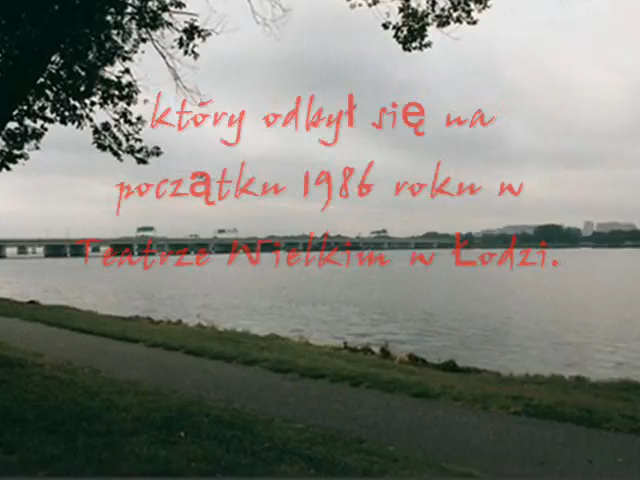 który odbył się na
początku 1986 roku w
Teatrze Wielkim w Łodzi.